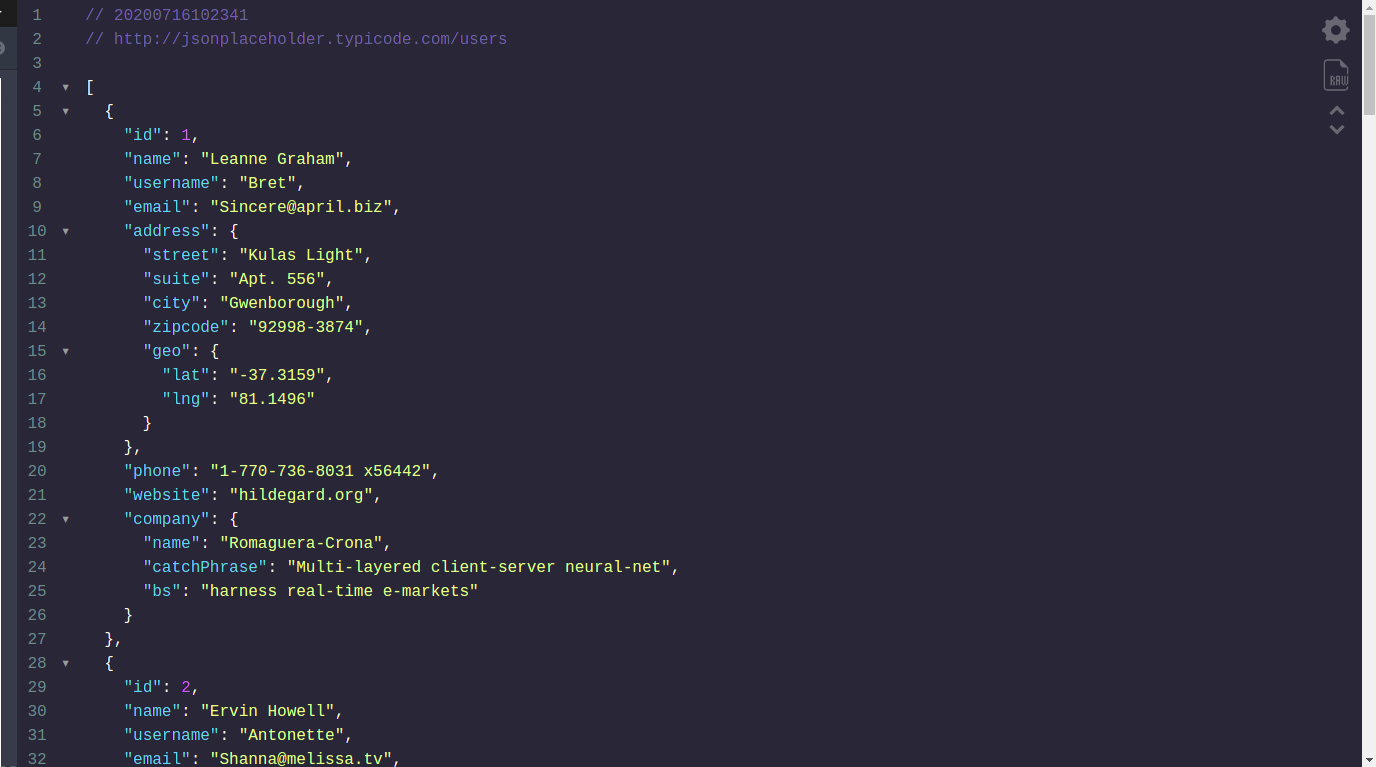 1 // 20200716102341
2 // http://jsonplaceholder.typicode.com/users
3
4 ▼ [
5 ▼   {
6       "id": 1,
7       "name": "Leanne Graham",
8       "username": "Bret",
9       "email": "Sincere@april.biz",
10 ▼     "address": {
11         "street": "Kulas Light",
12         "suite": "Apt. 556",
13         "city": "Gwenborough",
14         "zipcode": "92998-3874",
15 ▼       "geo": {
16           "lat": "-37.3159",
17           "lng": "81.1496"
18         }
19       },
20       "phone": "1-770-736-8031 x56442",
21       "website": "hildegard.org",
22 ▼     "company": {
23         "name": "Romaguera-Crona",
24         "catchPhrase": "Multi-layered client-server neural-net",
25         "bs": "harness real-time e-markets"
26       }
27     },
28 ▼   {
29       "id": 2,
30       "name": "Ervin Howell",
31       "username": "Antonette",
32       "email": "Shanna@melissa.tv",
RAW